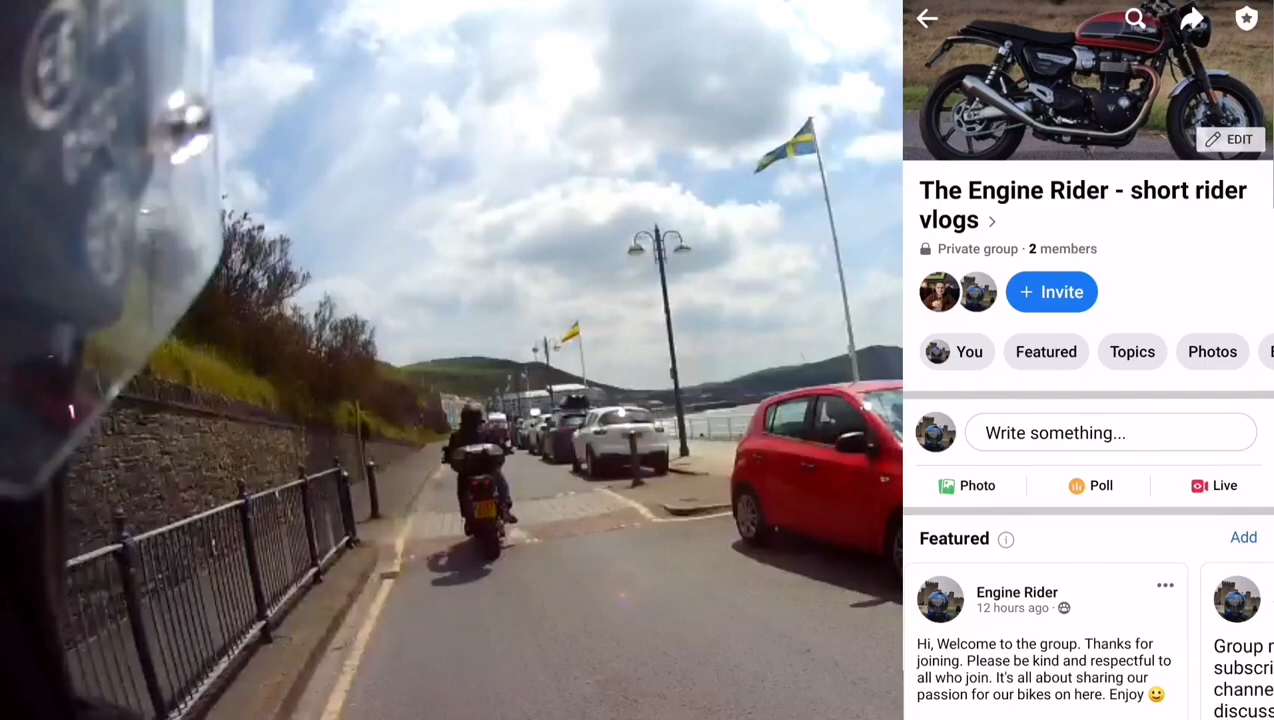 EDIT
The Engine Rider - short rider
vlogs
Private group · 2 members
+ Invite
You
Featured
Topics
Photos
Write something...
Photo
Poll
Live
Featured
Add
Engine Rider
12 hours ago ·
Hi, Welcome to the group. Thanks for
joining. Please be kind and respectful to
all who join. It's all about sharing our
passion for our bikes on here. Enjoy 😉
Group
subscri
channe
discuss